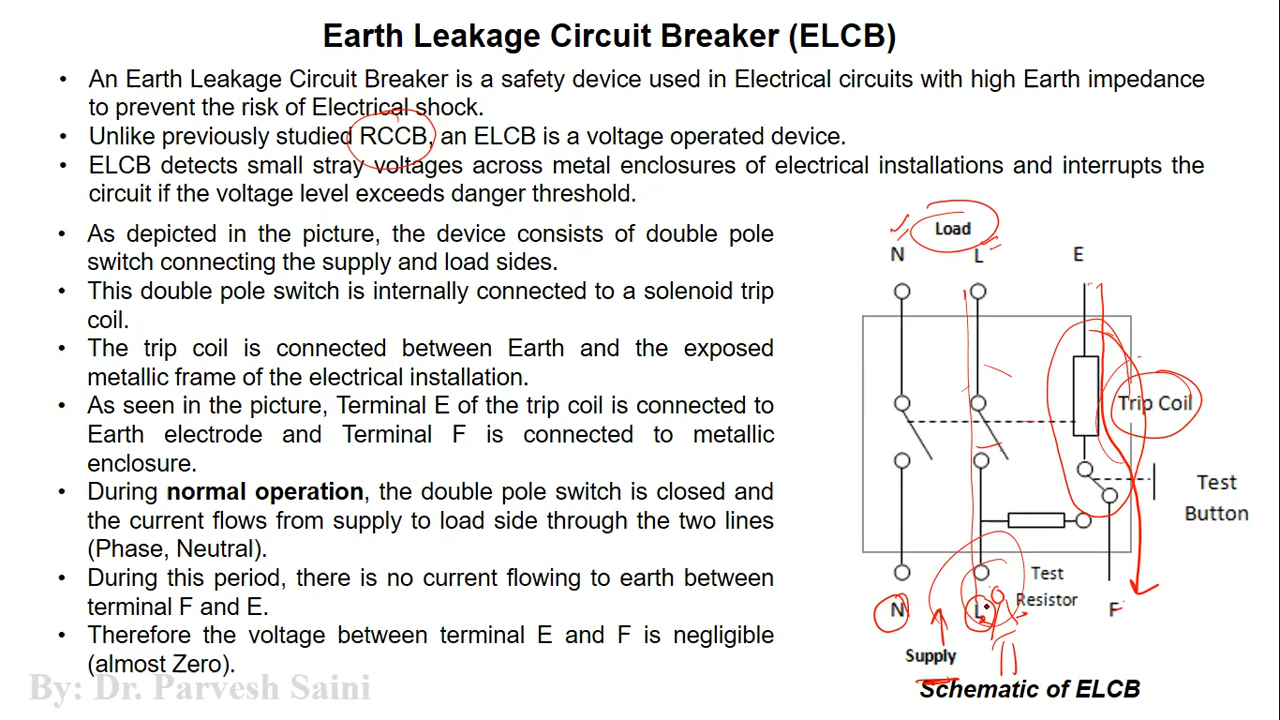 Earth Leakage Circuit Breaker (ELCB)
• An Earth Leakage Circuit Breaker is a safety device used in Electrical circuits with high Earth impedance
to prevent the risk of Electrical shock.
• Unlike previously studied RCCB, an ELCB is a voltage operated device.
• ELCB detects small stray voltages across metal enclosures of electrical installations and interrupts the
circuit if the voltage level exceeds danger threshold.
• As depicted in the picture, the device consists of double pole
switch connecting the supply and load sides.
• This double pole switch is internally connected to a solenoid trip
coil.
• The trip coil is connected between Earth and the exposed
metallic frame of the electrical installation.
• As seen in the picture, Terminal E of the trip coil is connected to
Earth electrode and Terminal F is connected to metallic
enclosure.
• During normal operation, the double pole switch is closed and
the current flows from supply to load side through the two lines
(Phase, Neutral).
• During this period, there is no current flowing to earth between
terminal F and E.
• Therefore the voltage between terminal E and F is negligible
(almost Zero).
By: Dr. Parvesh Saini
Load
N L E
Trip Coil
Test
Button
Test
Resistor
N L F
Supply
Schematic of ELCB